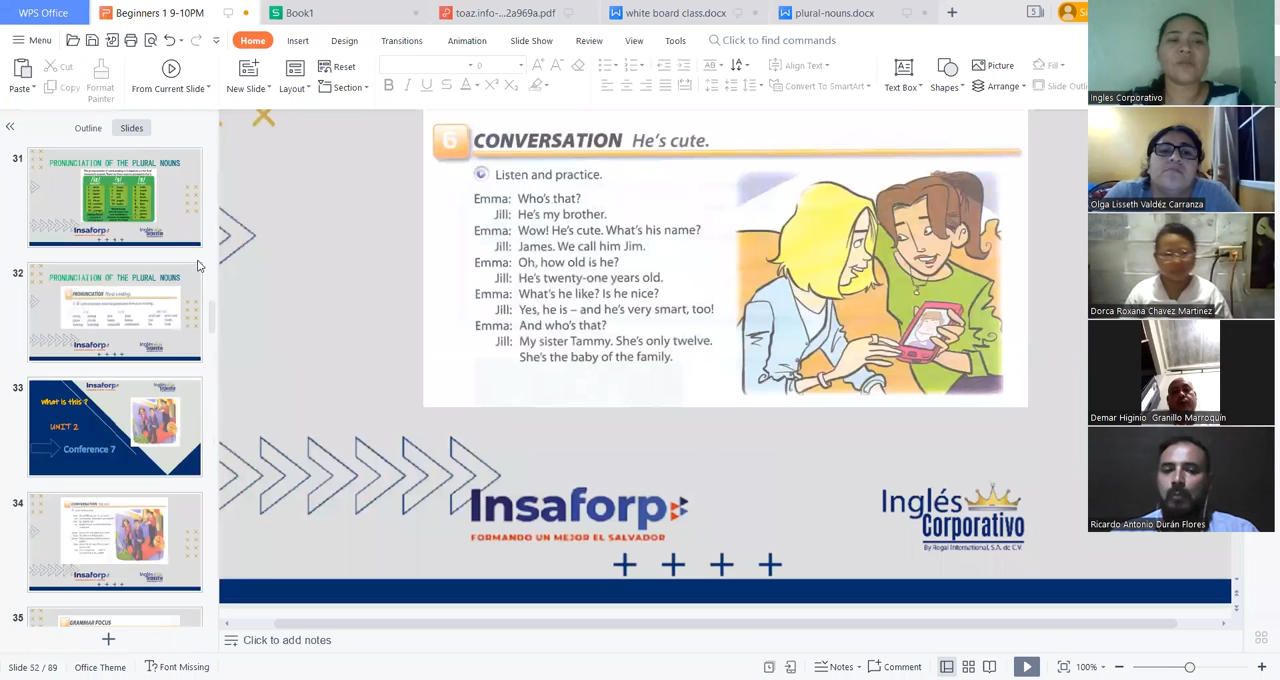 WPS Office
Beginners 1 9-10PM
Book1
toaz.info-...2a969a.pdf
white board class.docx
plural-nouns.docx
5
Menu
Home
Insert
Design
Transitions
Animation
Slide Show
Review
View
Tools
Click to find commands
Paste
Cut
Copy
Format Painter
From Current Slide
New Slide
Layout
Reset
Section
0
Align Text
Convert To SmartArt
Text Box
Shapes
Picture
Arrange
Fill
Slide Outli
Outline
Slides
31
PRONUNCIATION OF THE PLURAL NOUNS
Insaforp
32
PRONUNCIATION OF THE PLURAL NOUNS
Insaforp
33
Insaforp
What is this ?
UNIT 2
Conference 7
34
Insaforp
35
GRAMMAR FOCUS
6 CONVERSATION He's cute.
Listen and practice.
Emma: Who's that?
Jill: He's my brother.
Emma: Wow! He's cute. What's his name?
Jill: James. We call him Jim.
Emma: Oh, how old is he?
Jill: He's twenty-one years old.
Emma: What's he like? Is he nice?
Jill: Yes, he is – and he's very smart, too!
Emma: And who's that?
Jill: My sister Tammy. She's only twelve.
She's the baby of the family.
Insaforp
FORMANDO UN MEJOR EL SALVADOR
Inglés
Corporativo
By Regal International, S.A. de C.V.
Click to add notes
Slide 52 / 89
Office Theme
Font Missing
Notes
Comment
100%
Ingles Corporativo
Olga Lisseth Valdéz Carranza
Dorca Roxana Chavez Martinez
Demar Higinio Granillo Marroquín
Ricardo Antonio Durán Flores